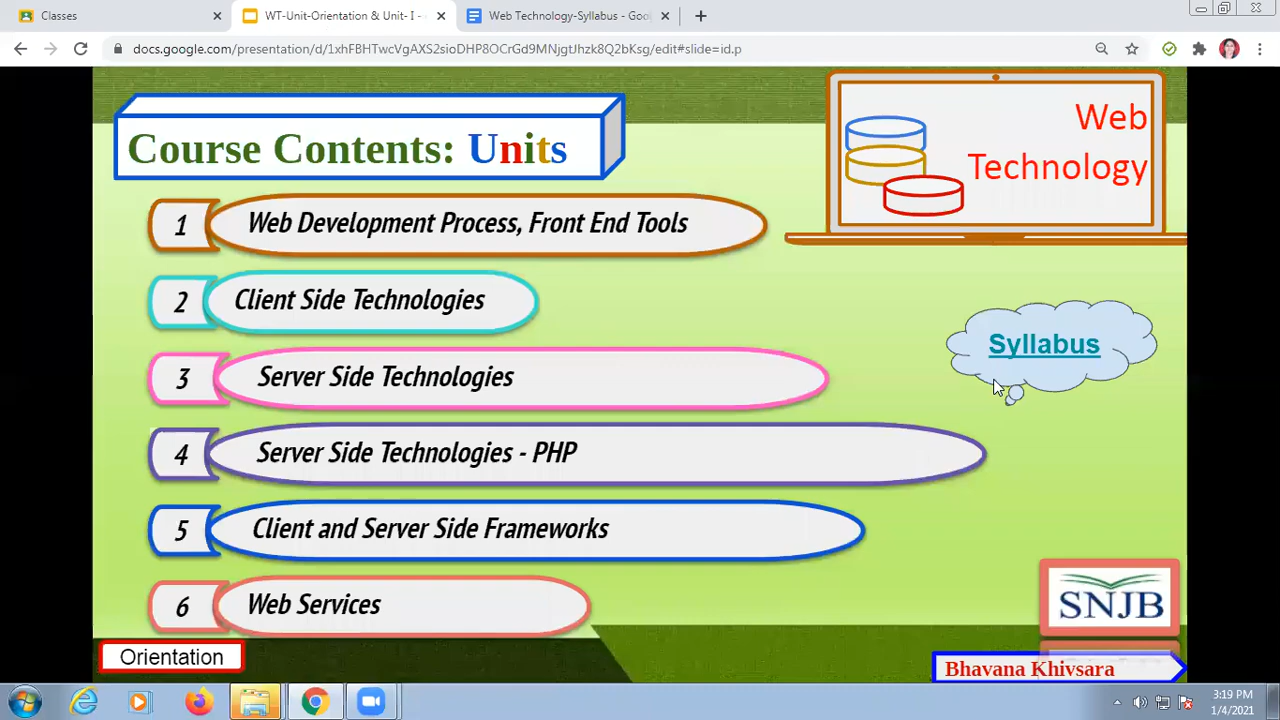 Classes
WT-Unit-Orientation & Unit- I -
Web Technology-Syllabus - Goo
docs.google.com/presentation/d/1xhFBHTwcVgAXS2sioDHP8OCrGd9MNjgtJhzk8Q2bKsg/edit#slide=id.p
Course Contents: Units
Web
Technology
1 Web Development Process, Front End Tools
2 Client Side Technologies
Syllabus
3 Server Side Technologies
4 Server Side Technologies - PHP
5 Client and Server Side Frameworks
6 Web Services
SNJB
Orientation
Bhavana Khivsara
3:19 PM
1/4/2021